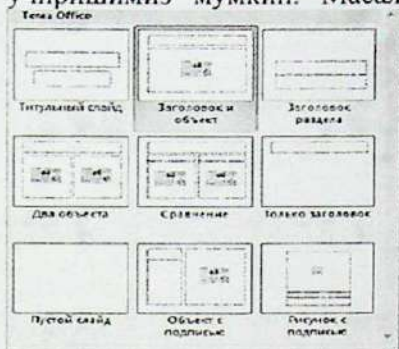 мумкин.
Тема Office
Титульный слайд Заголовок и объект Заголовок раздела
Два объекта Сравнение Только заголовок
Пустой слайд Объект с подписью Рисунок с подписью